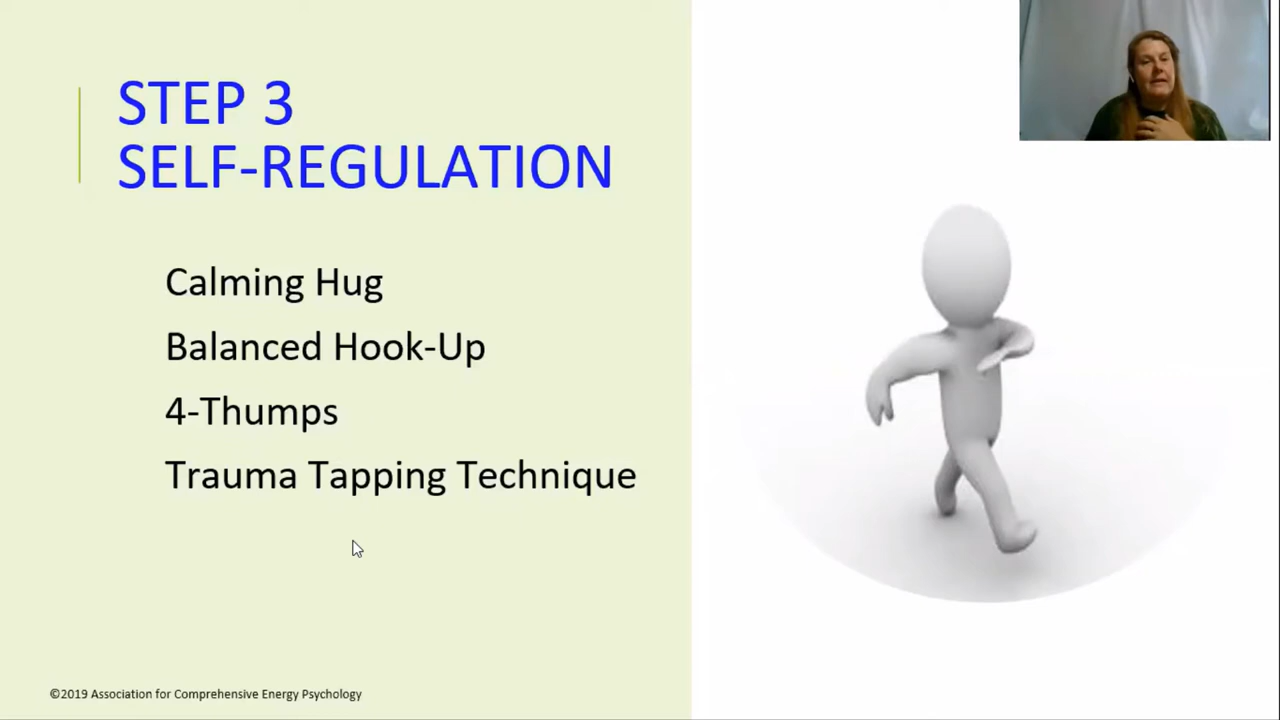 STEP 3
SELF-REGULATION
Calming Hug
Balanced Hook-Up
4-Thumps
Trauma Tapping Technique
©2019 Association for Comprehensive Energy Psychology